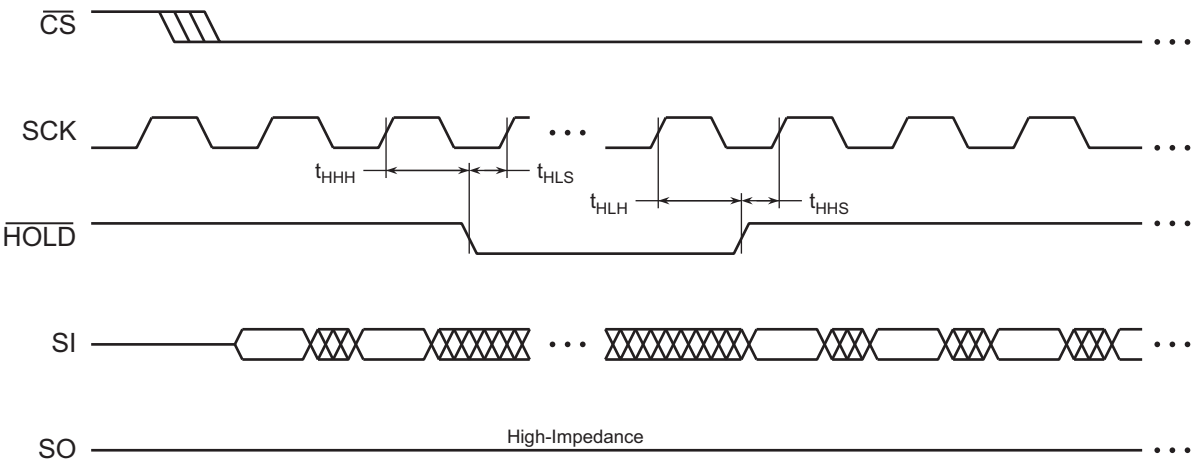 CS
SCK
tHHH
tHLS
tHLH
tHHS
HOLD
SI
High-Impedance
SO